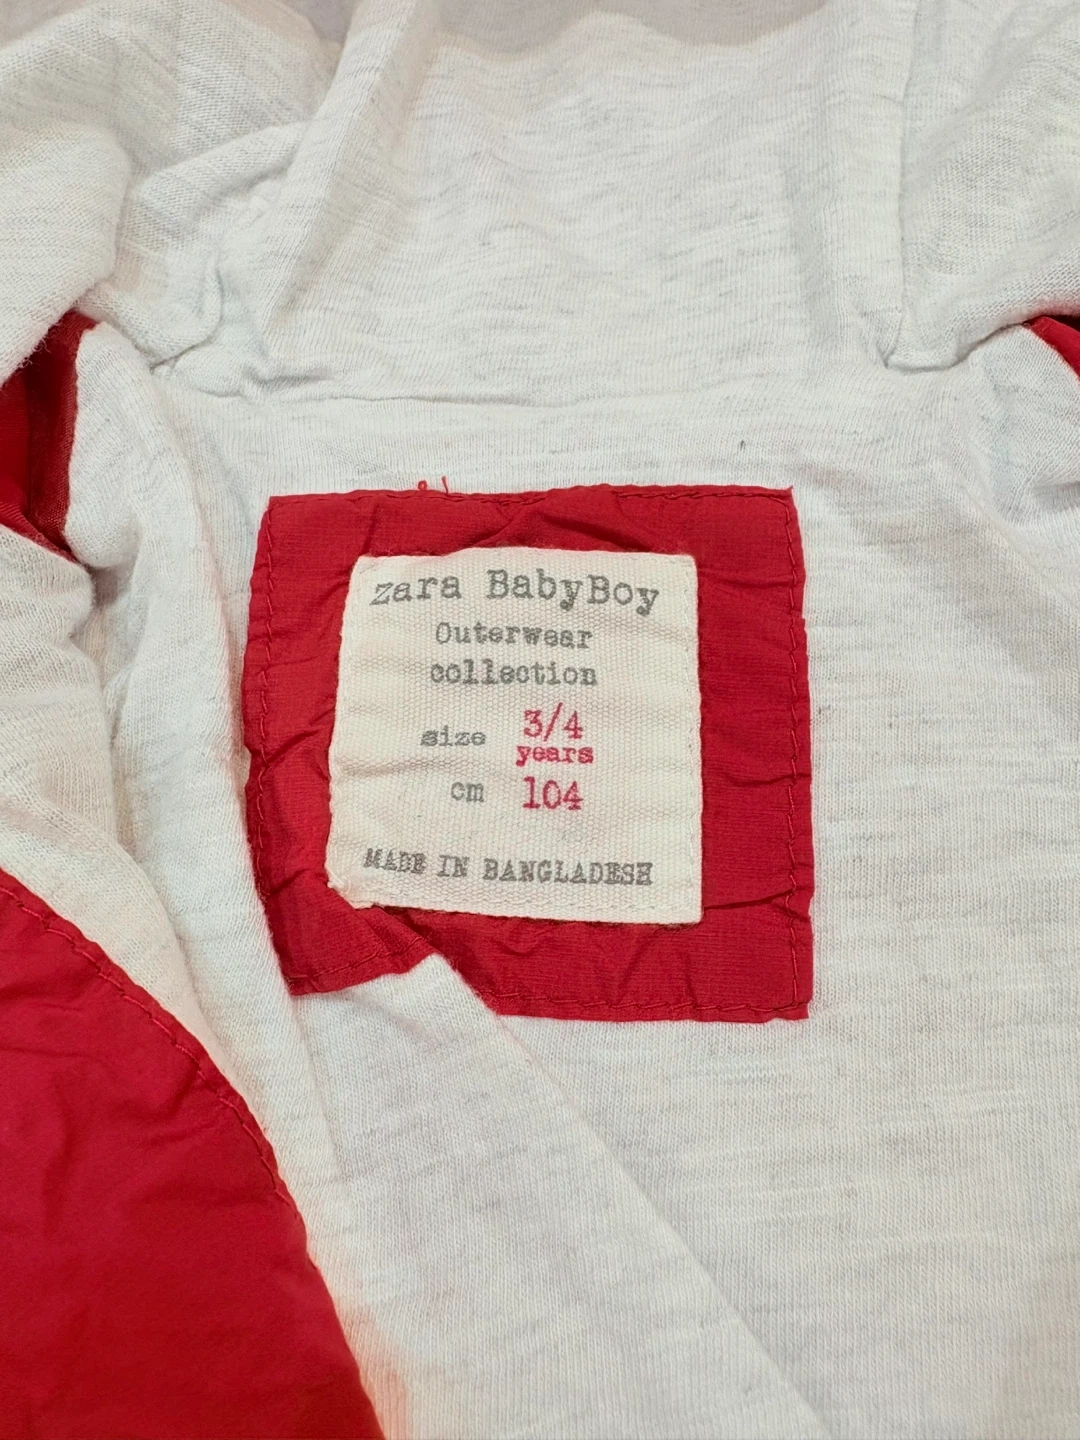 zara BabyBoy
Outerwear
collection
size 3/4
years
cm 104
MADE IN BANGLADESH